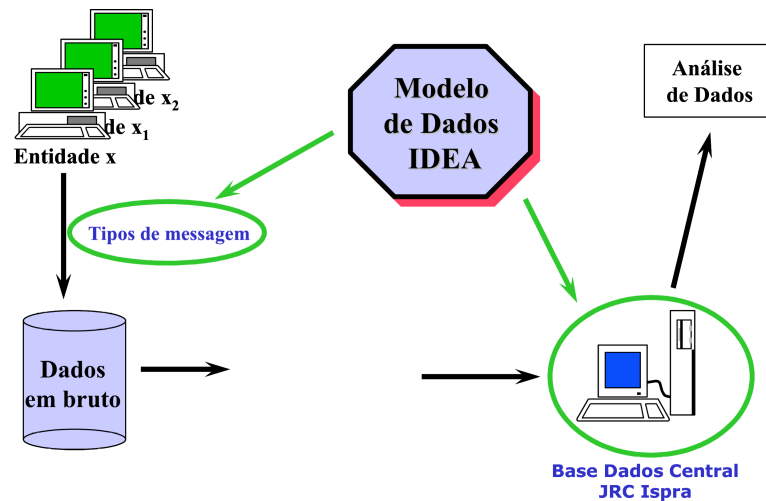 de x2
de x1
Entidade x
Modelo
de Dados
IDEA
Análise
de Dados
Tipos de messagem
Dados
em bruto
Base Dados Central
JRC Ispra